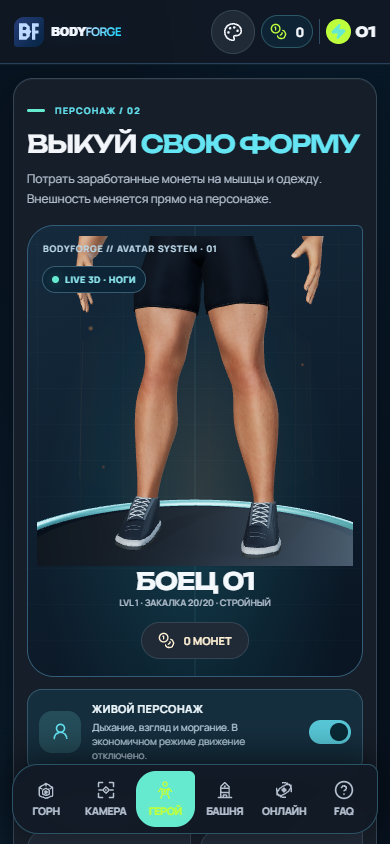 BF BODYFORGE
0
01
ПЕРСОНАЖ / 02
ВЫКУЙ СВОЮ ФОРМУ
Потрать заработанные монеты на мышцы и одежду.
Внешность меняется прямо на персонаже.
BODYFORGE // AVATAR SYSTEM · 01
LIVE 3D · НОГИ
БОЕЦ 01
LVL 1 · ЗАКАЛКА 20/20 · СТРОЙНЫЙ
0 МОНЕТ
ЖИВОЙ ПЕРСОНАЖ
Дыхание, взгляд и моргание. В
экономичном режиме движение
отключено.
ГОРН
КАМЕРА
ГЕРОЙ
БАШНЯ
ОНЛАЙН
FAQ